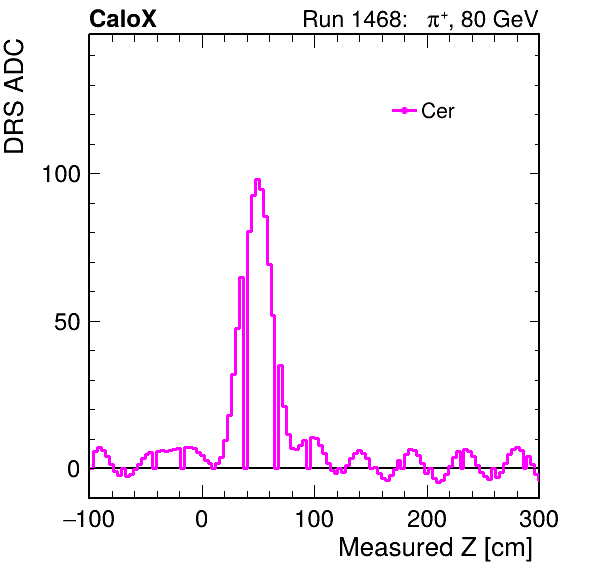 CaloX Run 1468: π⁺, 80 GeV
DRS ADC
Cer
100
50
0
−100 0 100 200 300
Measured Z [cm]